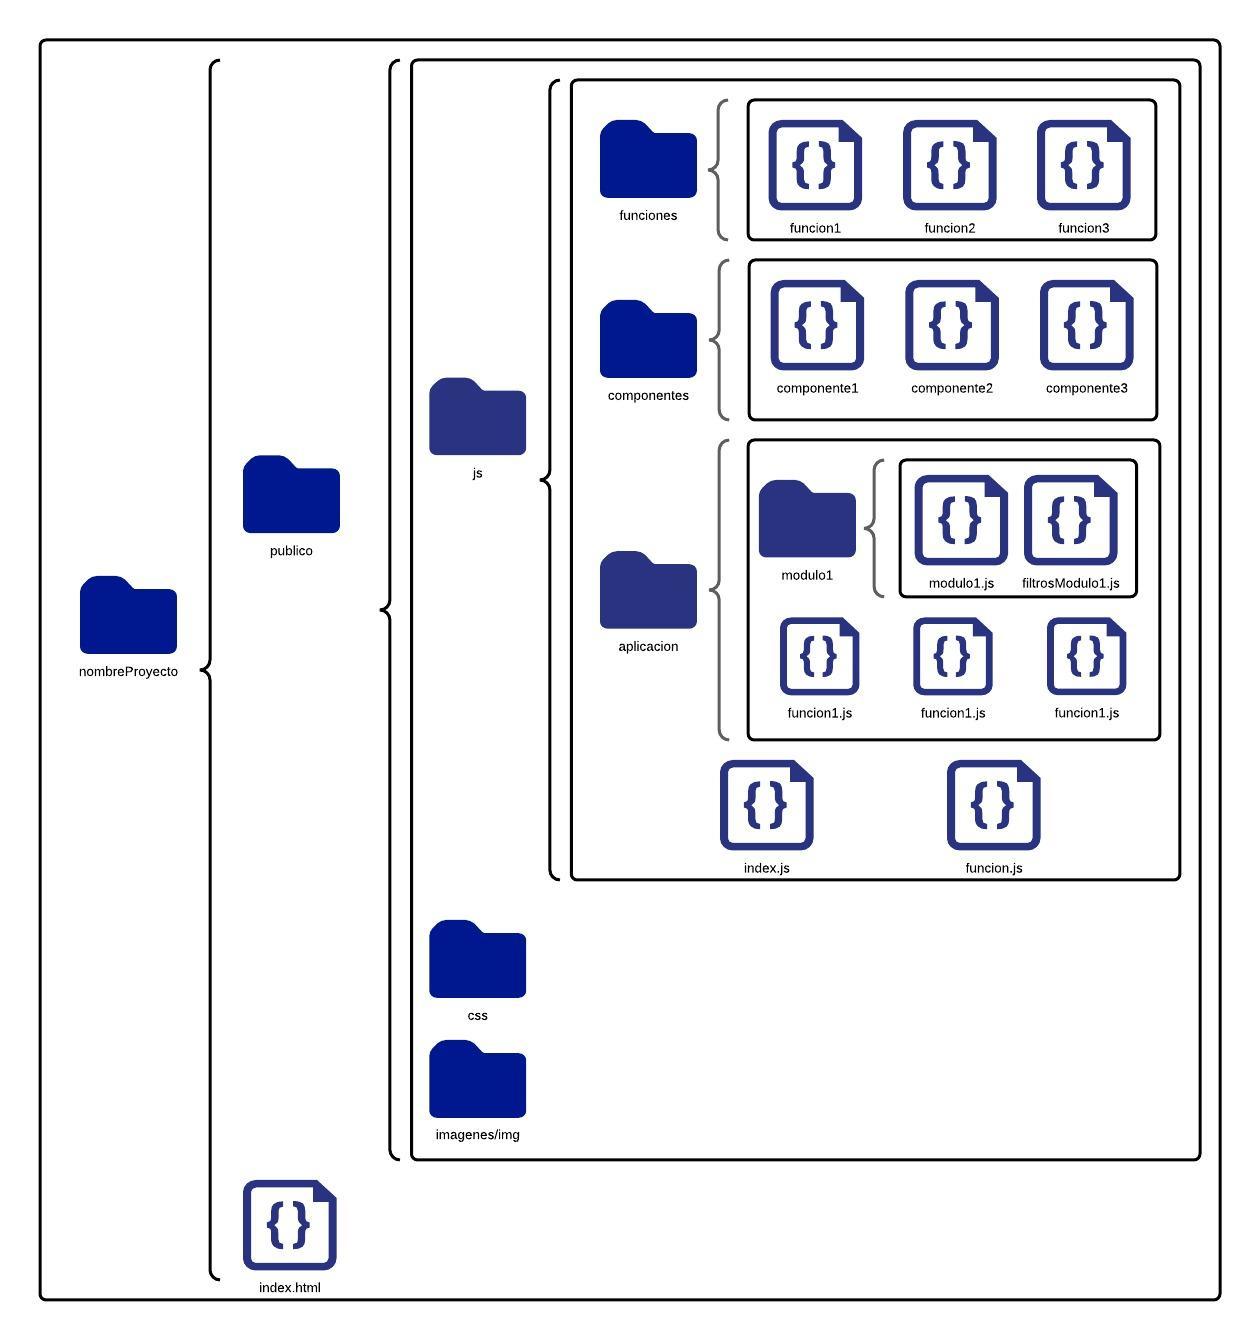 funciones
funcion1
funcion2
funcion3
componentes
componente1
componente2
componente3
js
modulo1
modulo1.js
filtrosModulo1.js
publico
aplicacion
nombreProyecto
funcion1.js
funcion1.js
funcion1.js
index.js
funcion.js
css
imagenes/img
index.html